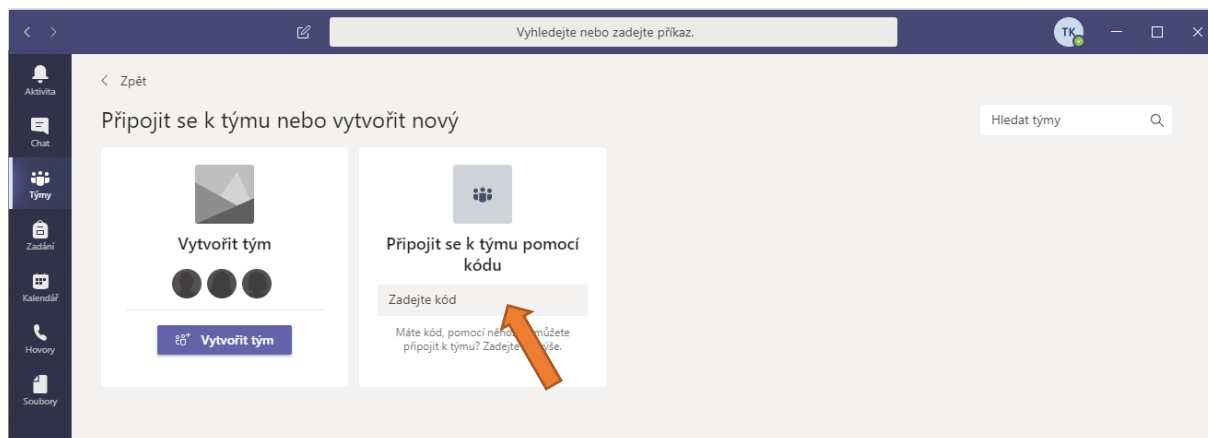 Vyhledejte nebo zadejte příkaz.
TK
Aktivita
Chat
Týmy
Zadání
Kalendář
Hovory
Soubory
Zpět
Připojit se k týmu nebo vytvořit nový
Hledat týmy
Vytvořit tým
Vytvořit tým
Připojit se k týmu pomocí
kódu
Zadejte kód
Máte kód, pomocí můžete
připojit k týmu? Zadejte